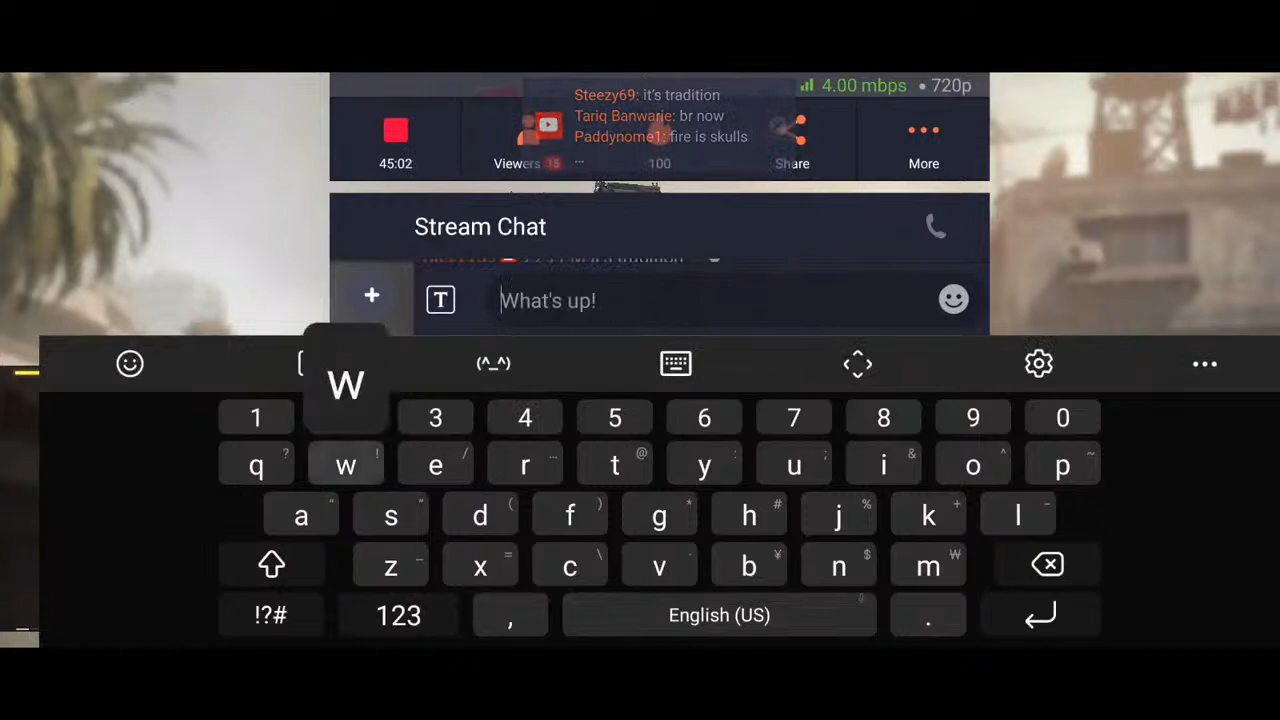 4.00 mbps • 720p
Steezy69: it's tradition
Tariq Banwarie: br now
Paddynome1: fire is skulls
...
45:02
Viewers 15
100
Share
More
Stream Chat
T What's up!
(^_^)
W
1 3 4 5 6 7 8 9 0
q ? w ! e / r … t @ y : u ; i & o ^ p ~
a “ s ” d ( f ) g * h # j % k + l -
z _ x = c \ v · b ¥ n $ m ₩
!?# 123 , English (US) .